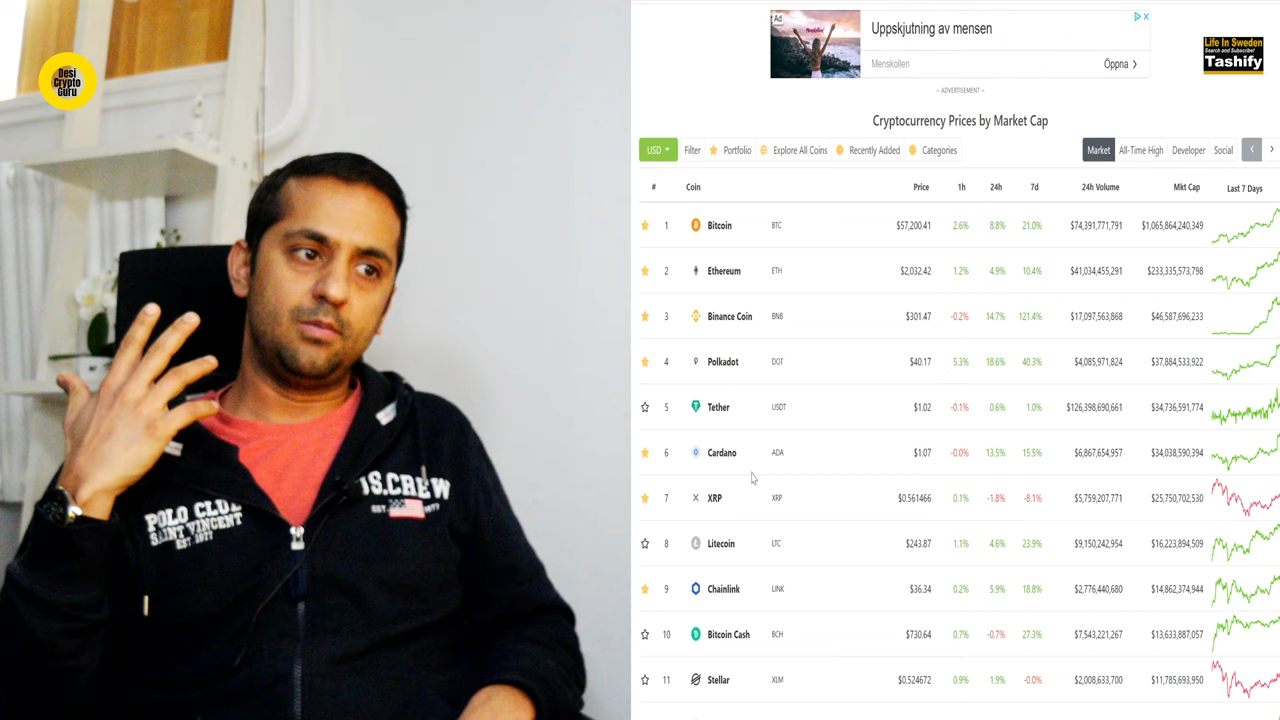 Desi
Crypto
Guru
POLO CLUB
SAINT VINCENT
EST. 1977
U.S.CREW
EST. 1977
Ad
Uppskjutning av mensen
Menskollen
Öppna >
– ADVERTISEMENT –
Life In Sweden
Search and Subscribe!
Tashify
Cryptocurrency Prices by Market Cap
USD Filter Portfolio Explore All Coins Recently Added Categories Market All-Time High Developer Social
# Coin Price 1h 24h 7d 24h Volume Mkt Cap Last 7 Days
1 Bitcoin BTC $57,200.41 2.6% 8.8% 21.0% $74,391,771,791 $1,065,864,240,349
2 Ethereum ETH $2,032.42 1.2% 4.9% 10.4% $41,034,455,291 $233,335,573,798
3 Binance Coin BNB $301.47 -0.2% 14.7% 121.4% $17,097,563,868 $46,587,696,233
4 Polkadot DOT $40.17 5.3% 18.6% 40.3% $4,085,971,824 $37,884,533,922
5 Tether USDT $1.02 -0.1% 0.6% 1.0% $126,398,690,661 $34,736,591,774
6 Cardano ADA $1.07 -0.0% 13.5% 15.5% $6,867,654,957 $34,038,590,394
7 XRP XRP $0.561466 0.1% -1.8% -8.1% $5,759,207,771 $25,750,702,530
8 Litecoin LTC $243.87 1.1% 4.6% 23.9% $9,150,242,954 $16,223,894,509
9 Chainlink LINK $36.34 0.2% 5.9% 18.8% $2,776,440,680 $14,862,374,944
10 Bitcoin Cash BCH $730.64 0.7% -0.7% 27.3% $7,543,221,267 $13,633,887,057
11 Stellar XLM $0.524672 0.9% 1.9% -0.0% $2,008,633,700 $11,785,693,950